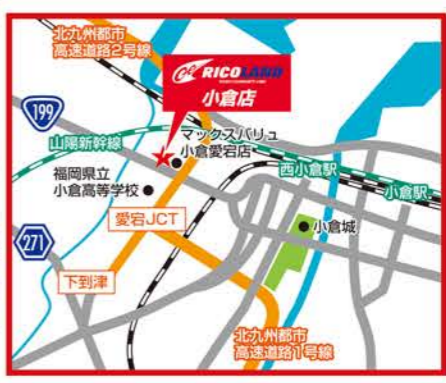 北九州都市
高速道路2号線
RICOLAND
小倉店
199
山陽新幹線
マックスバリュ
小倉愛宕店
西小倉駅
小倉駅
福岡県立
小倉高等学校
愛宕JCT
小倉城
271
下到津
北九州都市
高速道路1号線